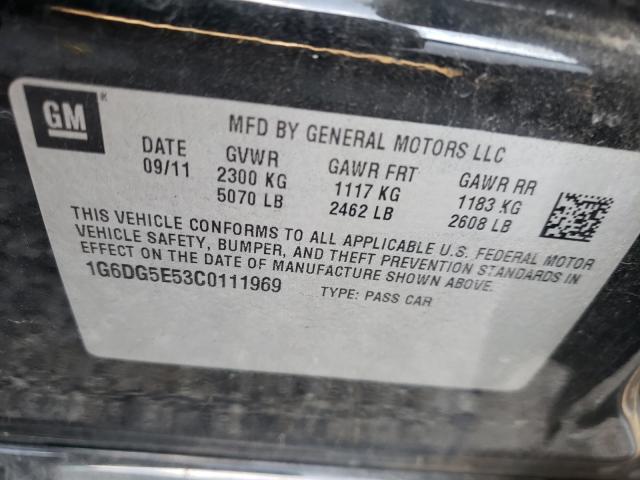 GM
MFD BY GENERAL MOTORS LLC
DATE GVWR GAWR FRT GAWR RR
09/11 2300 KG 1117 KG 1183 KG
5070 LB 2462 LB 2608 LB
THIS VEHICLE CONFORMS TO ALL APPLICABLE U.S. FEDERAL MOTOR
VEHICLE SAFETY, BUMPER, AND THEFT PREVENTION STANDARDS IN
EFFECT ON THE DATE OF MANUFACTURE SHOWN ABOVE.
1G6DG5E53C0111969 TYPE: PASS CAR